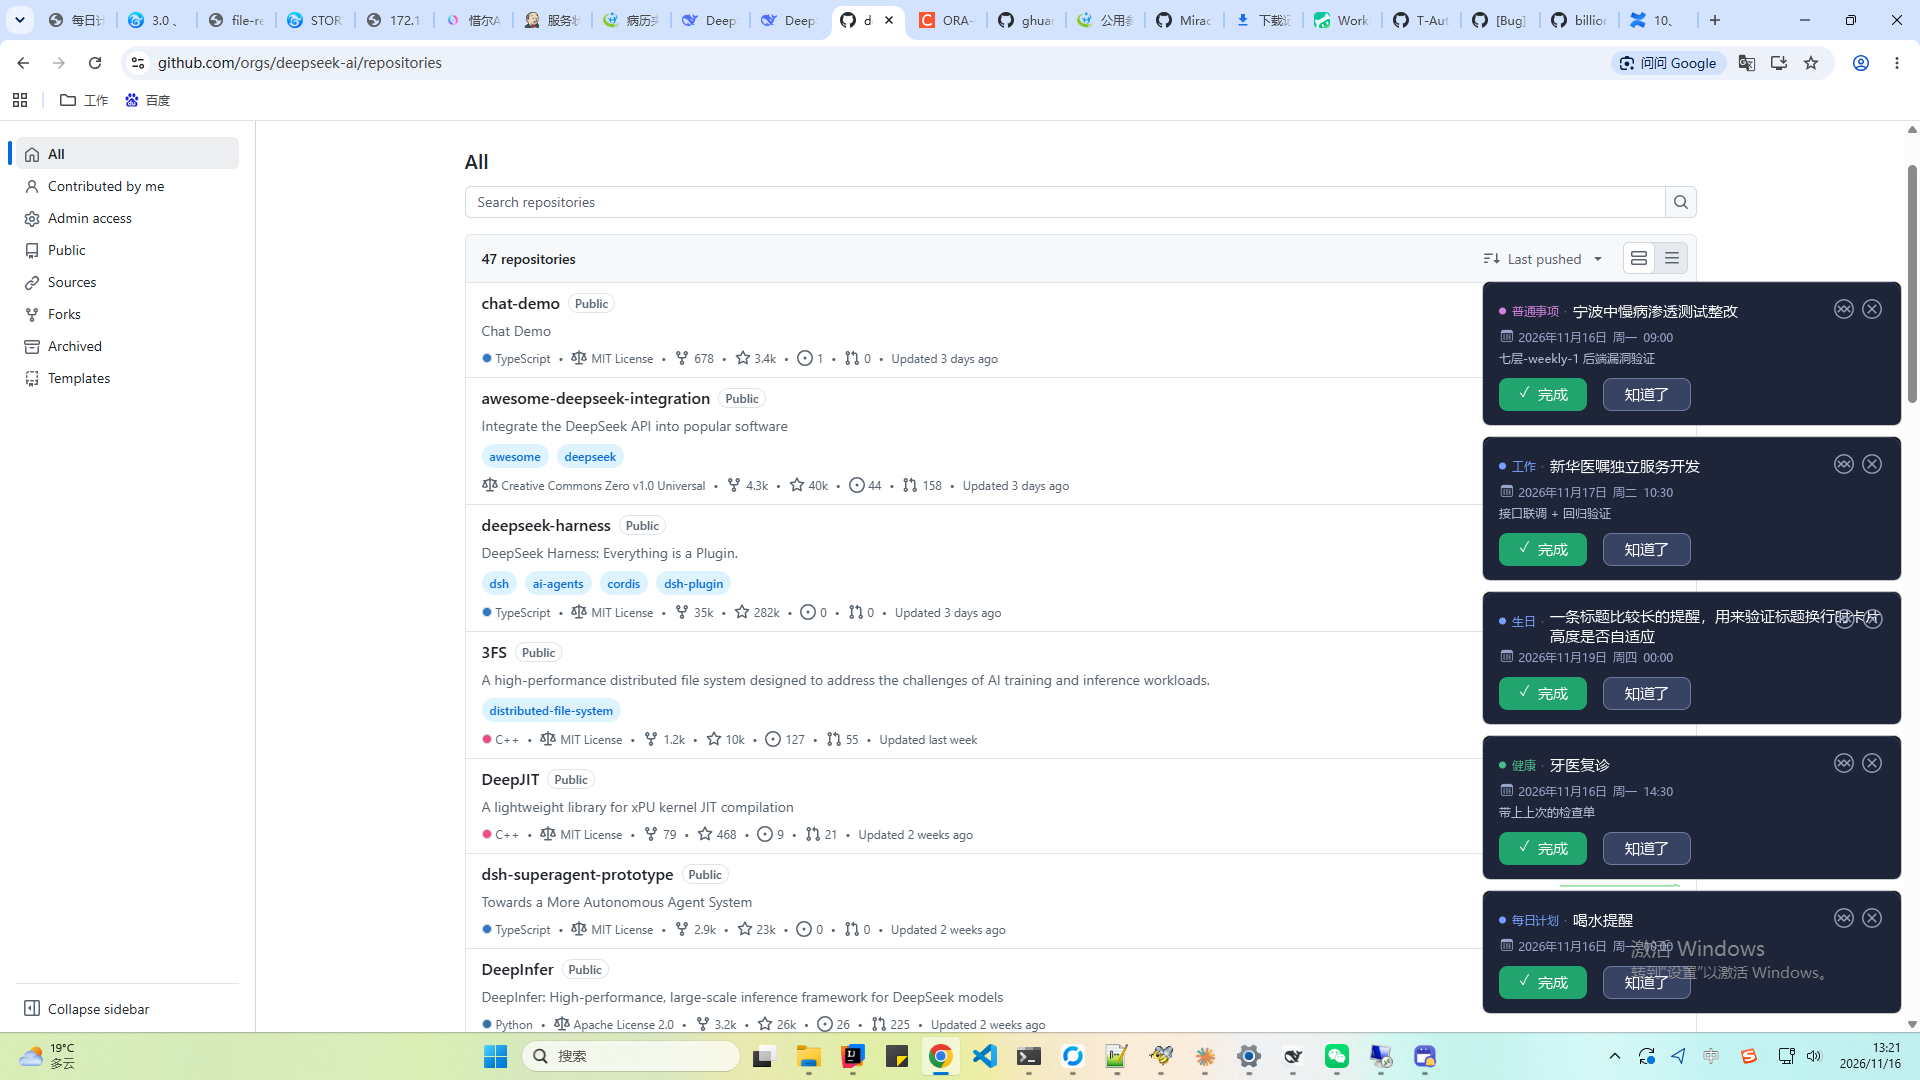 每日计
3.0 、
file-re
STOR
172.1
惜尔A
服务状
病历夹
Deep
Deep
d
ORA-
ghuar
公用参
Mirac
下载记
Work
T-Aut
[Bug]
billion
10、
github.com/orgs/deepseek-ai/repositories
问问 Google
工作
百度
All
Contributed by me
Admin access
Public
Sources
Forks
Archived
Templates
Collapse sidebar
All
Search repositories
47 repositories
Last pushed
chat-demo Public
Chat Demo
TypeScript • MIT License • 678 • 3.4k • 1 • 0 • Updated 3 days ago
awesome-deepseek-integration Public
Integrate the DeepSeek API into popular software
awesome deepseek
Creative Commons Zero v1.0 Universal • 4.3k • 40k • 44 • 158 • Updated 3 days ago
deepseek-harness Public
DeepSeek Harness: Everything is a Plugin.
dsh ai-agents cordis dsh-plugin
TypeScript • MIT License • 35k • 282k • 0 • 0 • Updated 3 days ago
3FS Public
A high-performance distributed file system designed to address the challenges of AI training and inference workloads.
distributed-file-system
C++ • MIT License • 1.2k • 10k • 127 • 55 • Updated last week
DeepJIT Public
A lightweight library for xPU kernel JIT compilation
C++ • MIT License • 79 • 468 • 9 • 21 • Updated 2 weeks ago
dsh-superagent-prototype Public
Towards a More Autonomous Agent System
TypeScript • MIT License • 2.9k • 23k • 0 • 0 • Updated 2 weeks ago
DeepInfer Public
DeepInfer: High-performance, large-scale inference framework for DeepSeek models
Python • Apache License 2.0 • 3.2k • 26k • 26 • 225 • Updated 2 weeks ago
普通事项 · 宁波中慢病渗透测试整改
2026年11月16日 周一 09:00
七层-weekly-1 后端漏洞验证
✓ 完成 知道了
工作 · 新华医嘱独立服务开发
2026年11月17日 周二 10:30
接口联调 + 回归验证
✓ 完成 知道了
生日 · 一条标题比较长的提醒，用来验证标题换行时卡片
高度是否自适应
2026年11月19日 周四 00:00
✓ 完成 知道了
健康 · 牙医复诊
2026年11月16日 周一 14:30
带上上次的检查单
✓ 完成 知道了
每日计划 · 喝水提醒
2026年11月16日 周一
✓ 完成 知道了
激活 Windows
转到"设置"以激活 Windows。
19°C
多云
搜索
中
13:21
2026/11/16